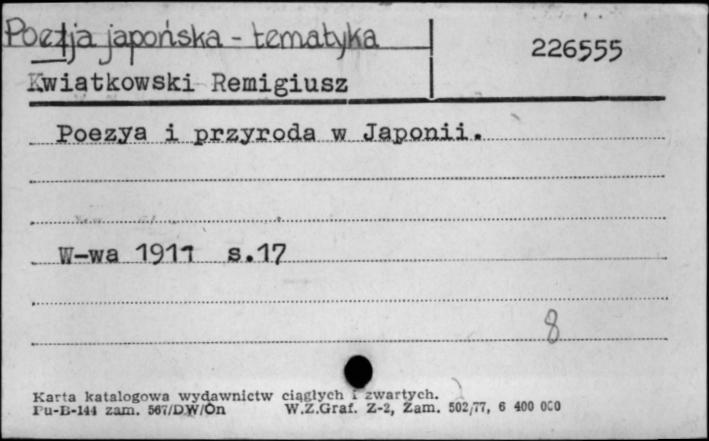 Poezja japońska - tematyka
226555
Kwiatkowski Remigiusz
Poezya i przyroda w Japonii.
W-wa 1911 s.17
8
Karta katalogowa wydawnictw ciągłych i zwartych.
Pu-B-144 zam. 567/DW/On W.Z.Graf. Z-2, Zam. 502/77, 6 400 000